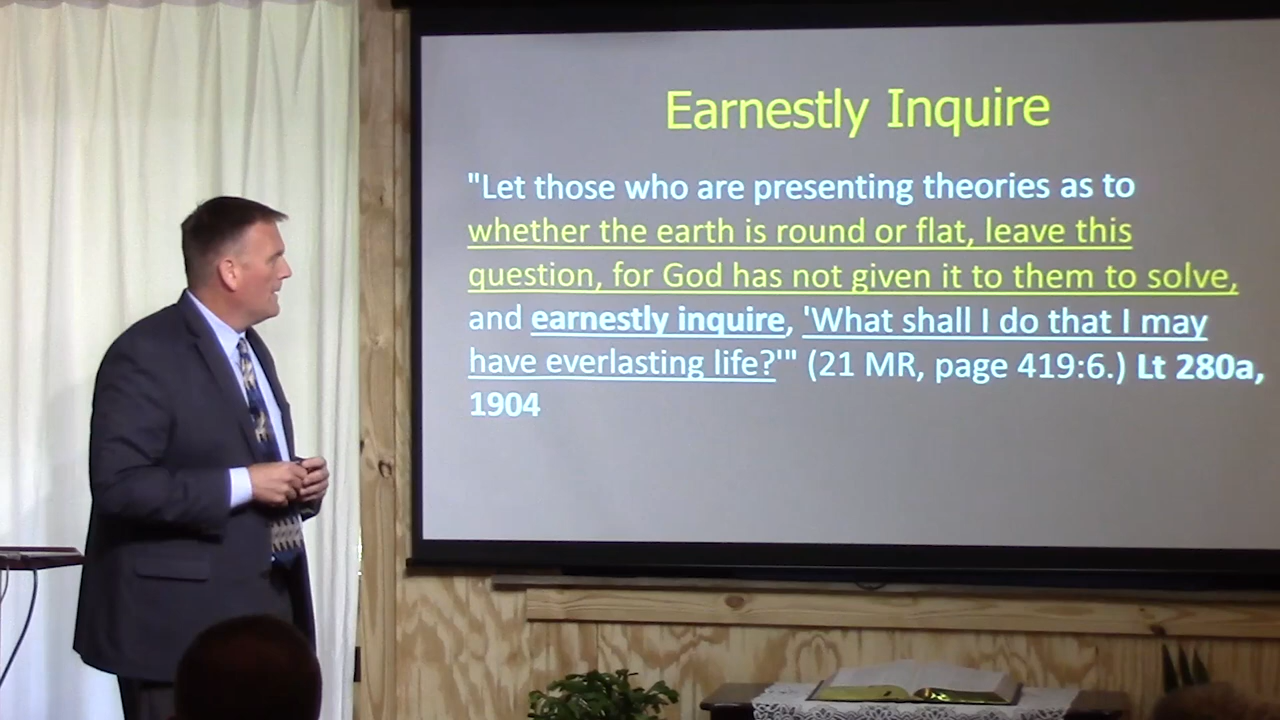 Earnestly Inquire
"Let those who are presenting theories as to
whether the earth is round or flat, leave this
question, for God has not given it to them to solve,
and earnestly inquire, 'What shall I do that I may
have everlasting life?'" (21 MR, page 419:6.) Lt 280a,
1904